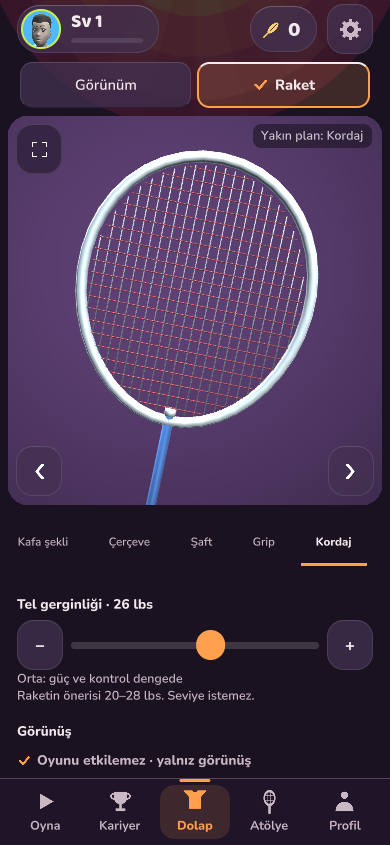 Sv 1
0
Görünüm
Raket
Yakın plan: Kordaj
Kafa şekli
Çerçeve
Şaft
Grip
Kordaj
Tel gerginliği · 26 lbs
−
+
Orta: güç ve kontrol dengede
Raketin önerisi 20–28 lbs. Seviye istemez.
Görünüş
Oyunu etkilemez · yalnız görünüş
Oyna
Kariyer
Dolap
Atölye
Profil